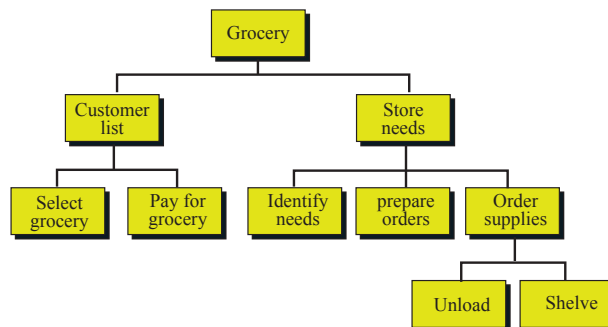 Grocery
Customer
list
Store
needs
Select
grocery
Pay for
grocery
Identify
needs
prepare
orders
Order
supplies
Unload
Shelve